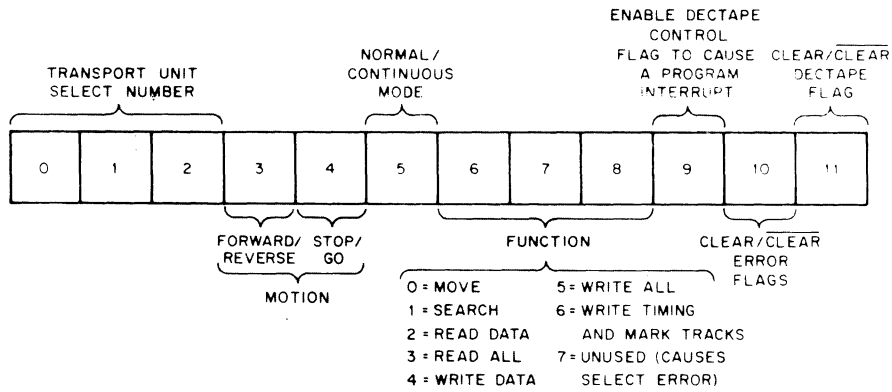 TRANSPORT UNIT
SELECT NUMBER
NORMAL/
CONTINUOUS
MODE
ENABLE DECTAPE
CONTROL
FLAG TO CAUSE
A PROGRAM
INTERRUPT
CLEAR/CLEAR
DECTAPE
FLAG
0 1 2 3 4 5 6 7 8 9 10 11
FORWARD/
REVERSE
STOP/
GO
MOTION
FUNCTION
0 = MOVE
1 = SEARCH
2 = READ DATA
3 = READ ALL
4 = WRITE DATA
5 = WRITE ALL
6 = WRITE TIMING
AND MARK TRACKS
7 = UNUSED (CAUSES
SELECT ERROR)
CLEAR/CLEAR
ERROR
FLAGS